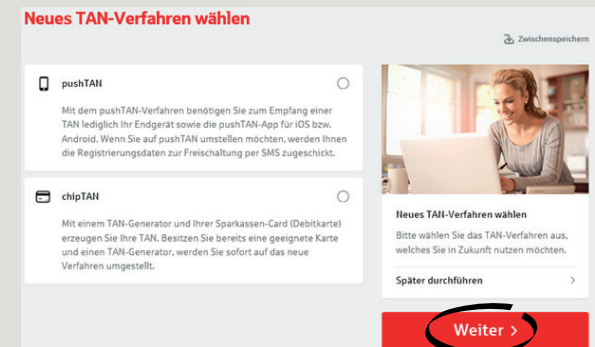 Neues TAN-Verfahren wählen
Zwischenspeichern
pushTAN
Mit dem pushTAN-Verfahren benötigen Sie zum Empfang einer
TAN lediglich Ihr Endgerät sowie die pushTAN-App für iOS bzw.
Android. Wenn Sie auf pushTAN umstellen möchten, werden Ihnen
die Registrierungsdaten zur Freischaltung per SMS zugeschickt.
chipTAN
Mit einem TAN-Generator und Ihrer Sparkassen-Card (Debitkarte)
erzeugen Sie Ihre TAN. Besitzen Sie bereits eine geeignete Karte
und einen TAN-Generator, werden Sie sofort auf das neue
Verfahren umgestellt.
Neues TAN-Verfahren wählen
Bitte wählen Sie das TAN-Verfahren aus,
welches Sie in Zukunft nutzen möchten.
Später durchführen
Weiter